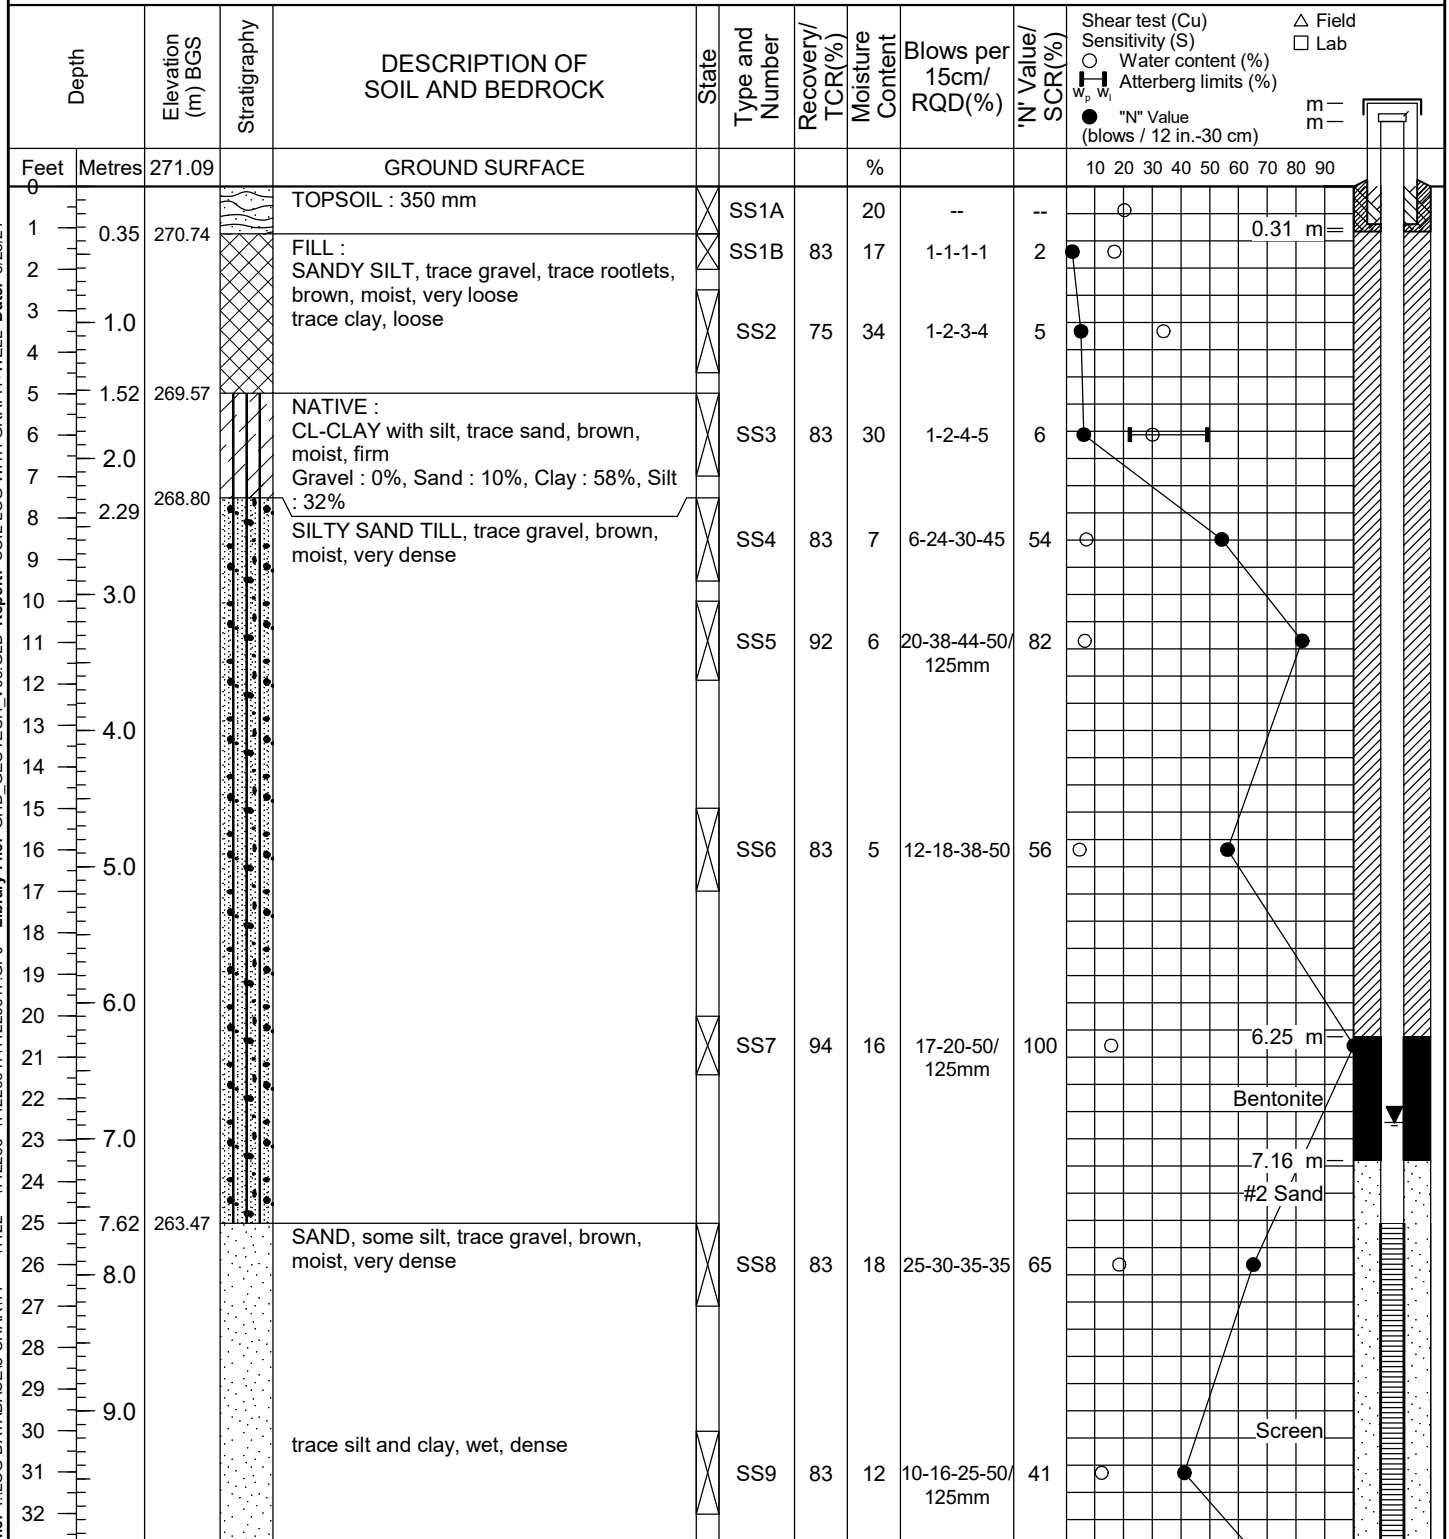 Depth
Elevation (m) BGS
Stratigraphy
DESCRIPTION OF
SOIL AND BEDROCK
State
Type and Number
Recovery/ TCR(%)
Moisture Content
Blows per
15cm/
RQD(%)
'N' Value/ SCR(%)
Shear test (Cu) △ Field
Sensitivity (S) □ Lab
○ Water content (%)
Atterberg limits (%)
Wp Wl
● "N" Value
(blows / 12 in.-30 cm)
m
m
Feet Metres 271.09 GROUND SURFACE % 10 20 30 40 50 60 70 80 90
0
TOPSOIL : 350 mm
SS1A 20 -- --
1
0.31 m
0.35 270.74
FILL :
SS1B 83 17 1-1-1-1 2
2
SANDY SILT, trace gravel, trace rootlets,
brown, moist, very loose
3
trace clay, loose
1.0
SS2 75 34 1-2-3-4 5
4
5 1.52 269.57
NATIVE :
CL-CLAY with silt, trace sand, brown,
6 SS3 83 30 1-2-4-5 6
moist, firm
2.0
7
Gravel : 0%, Sand : 10%, Clay : 58%, Silt
: 32%
268.80
2.29
8
SILTY SAND TILL, trace gravel, brown,
SS4 83 7 6-24-30-45 54
moist, very dense
9
10 3.0
11 SS5 92 6 20-38-44-50/ 82
125mm
12
13
4.0
14
15
16 SS6 83 5 12-18-38-50 56
5.0
17
18
19
6.0
20
6.25 m
SS7 94 16 17-20-50/ 100
21
125mm
22 Bentonite
23 7.0
7.16 m
24
#2 Sand
25 7.62 263.47
SAND, some silt, trace gravel, brown,
moist, very dense
26 SS8 83 18 25-30-35-35 65
8.0
27
28
29
9.0
30 Screen
trace silt and clay, wet, dense
31 SS9 83 12 10-16-25-50/ 41
125mm
32